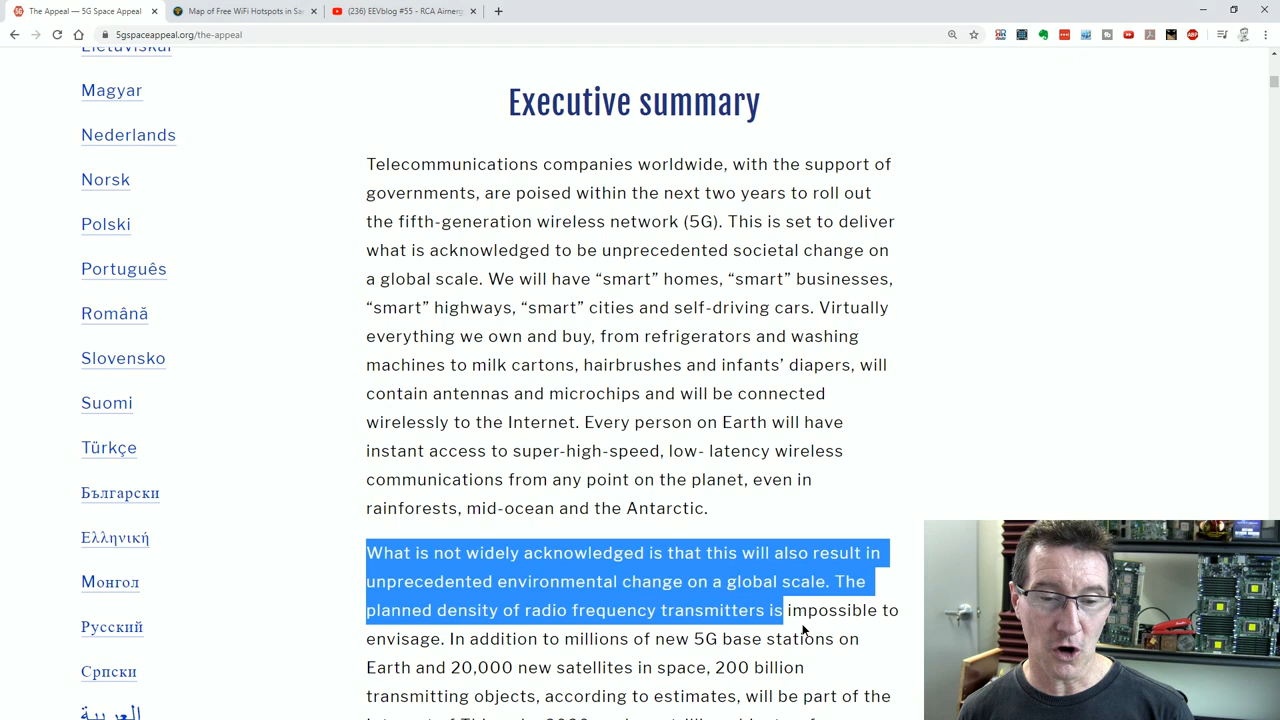 The Appeal — 5G Space Appeal
Map of Free WiFi Hotspots in Sa
(236) EEVblog #55 - RCA Airnerg
5gspaceappeal.org/the-appeal
Lietuviškai
Magyar
Nederlands
Norsk
Polski
Português
Română
Slovensko
Suomi
Türkçe
Български
Ελληνική
Монгол
Русский
Српски
العربية
Executive summary
Telecommunications companies worldwide, with the support of
governments, are poised within the next two years to roll out
the fifth-generation wireless network (5G). This is set to deliver
what is acknowledged to be unprecedented societal change on
a global scale. We will have “smart” homes, “smart” businesses,
“smart” highways, “smart” cities and self-driving cars. Virtually
everything we own and buy, from refrigerators and washing
machines to milk cartons, hairbrushes and infants’ diapers, will
contain antennas and microchips and will be connected
wirelessly to the Internet. Every person on Earth will have
instant access to super-high-speed, low- latency wireless
communications from any point on the planet, even in
rainforests, mid-ocean and the Antarctic.
What is not widely acknowledged is that this will also result in
unprecedented environmental change on a global scale. The
planned density of radio frequency transmitters is impossible to
envisage. In addition to millions of new 5G base stations on
Earth and 20,000 new satellites in space, 200 billion
transmitting objects, according to estimates, will be part of the